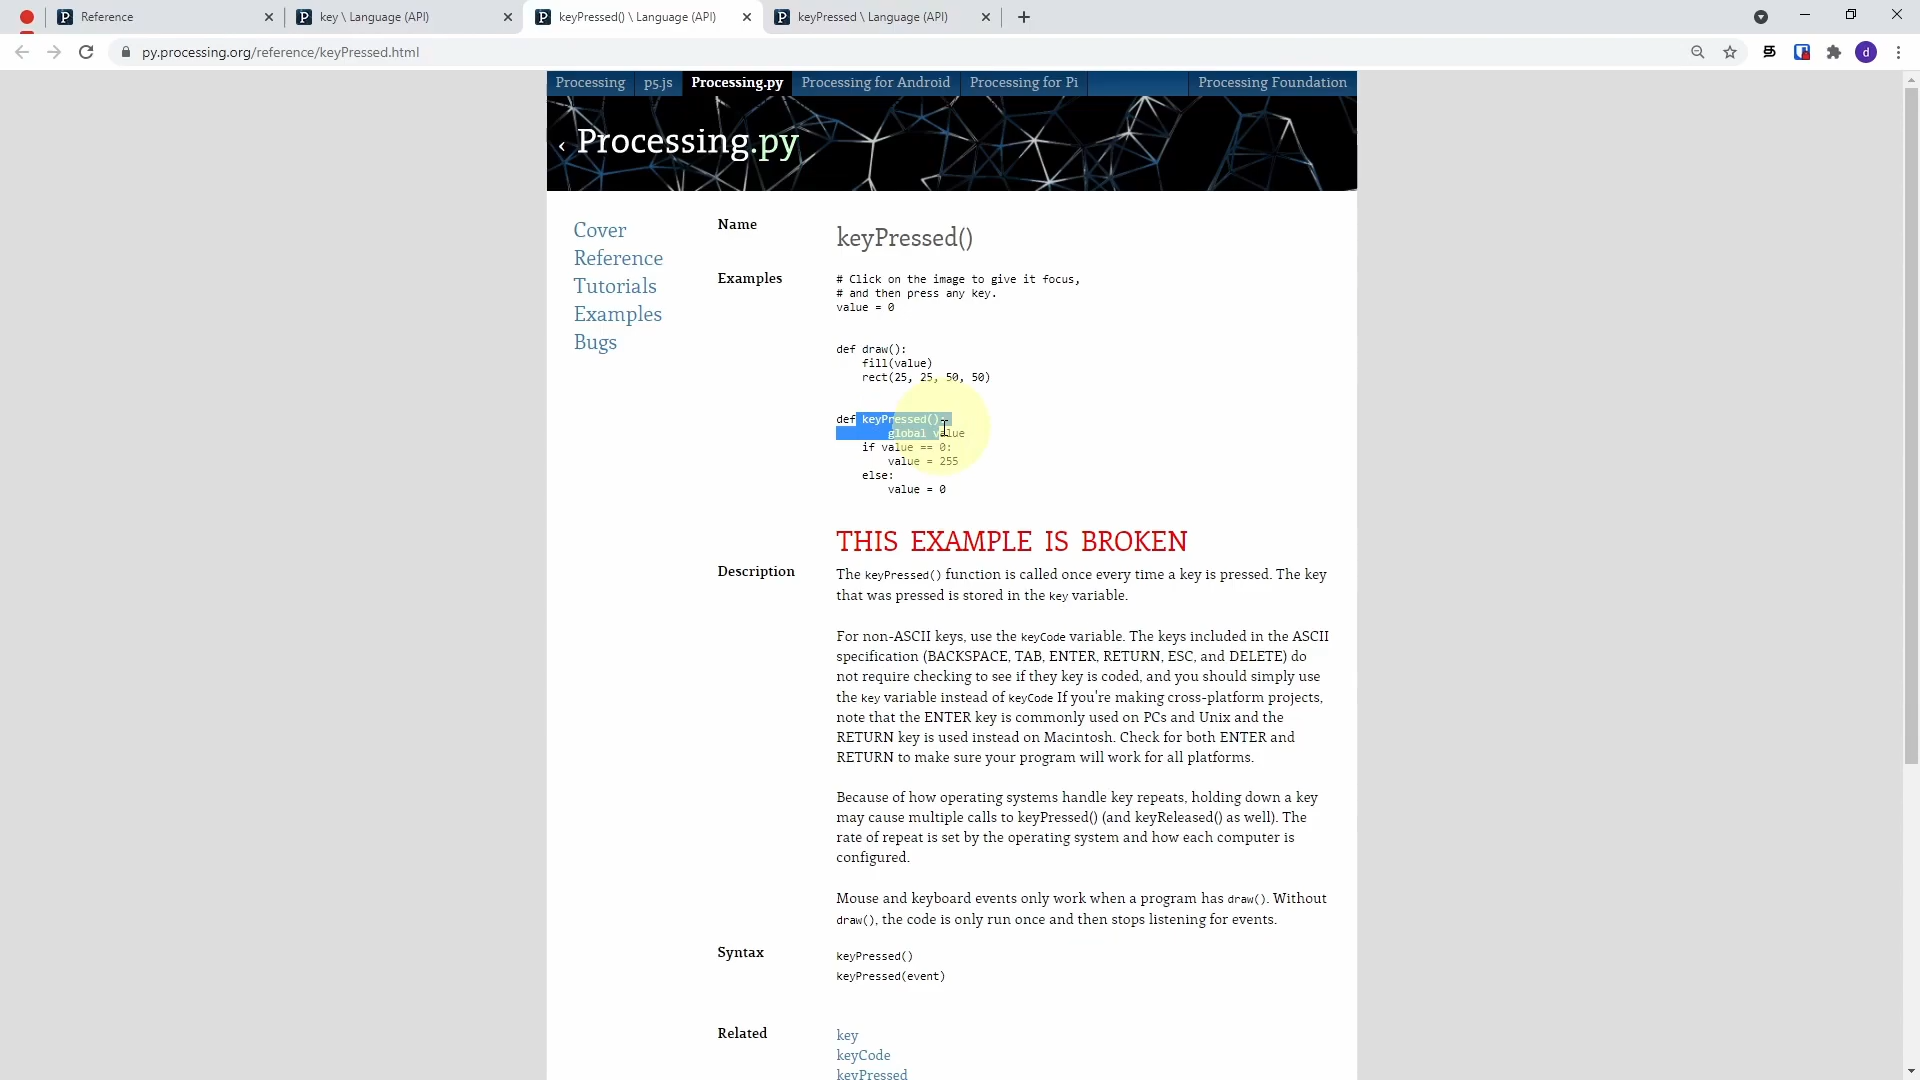 Reference
key \ Language (API)
keyPressed() \ Language (API)
keyPressed \ Language (API)
py.processing.org/reference/keyPressed.html
d
Processing
p5.js
Processing.py
Processing for Android
Processing for Pi
Processing Foundation
‹ Processing.py
Cover
Reference
Tutorials
Examples
Bugs
Name
keyPressed()
Examples
# Click on the image to give it focus,
# and then press any key.
value = 0
def draw():
    fill(value)
    rect(25, 25, 50, 50)
def keyPressed():
        global value
    if value == 0:
        value = 255
    else:
        value = 0
THIS EXAMPLE IS BROKEN
Description
The keyPressed() function is called once every time a key is pressed. The key
that was pressed is stored in the key variable.
For non-ASCII keys, use the keyCode variable. The keys included in the ASCII
specification (BACKSPACE, TAB, ENTER, RETURN, ESC, and DELETE) do
not require checking to see if they key is coded, and you should simply use
the key variable instead of keyCode If you're making cross-platform projects,
note that the ENTER key is commonly used on PCs and Unix and the
RETURN key is used instead on Macintosh. Check for both ENTER and
RETURN to make sure your program will work for all platforms.
Because of how operating systems handle key repeats, holding down a key
may cause multiple calls to keyPressed() (and keyReleased() as well). The
rate of repeat is set by the operating system and how each computer is
configured.
Mouse and keyboard events only work when a program has draw(). Without
draw(), the code is only run once and then stops listening for events.
Syntax
keyPressed()
keyPressed(event)
Related
key
keyCode
keyPressed